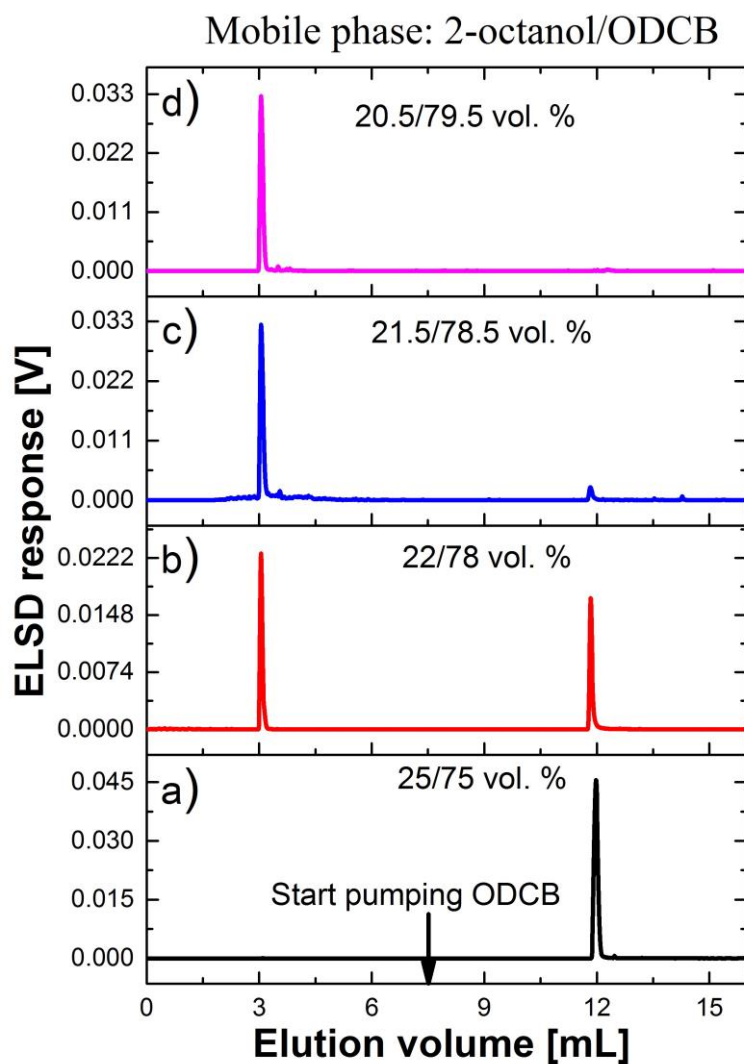 Mobile phase: 2-octanol/ODCB
d)
20.5/79.5 vol. %
0.033
0.022
0.011
0.000
c)
21.5/78.5 vol. %
0.033
0.022
0.011
0.000
b)
22/78 vol. %
0.0222
0.0148
0.0074
0.0000
a)
25/75 vol. %
0.045
0.030
0.015
0.000
Start pumping ODCB
ELSD response [V]
0 3 6 9 12 15
Elution volume [mL]